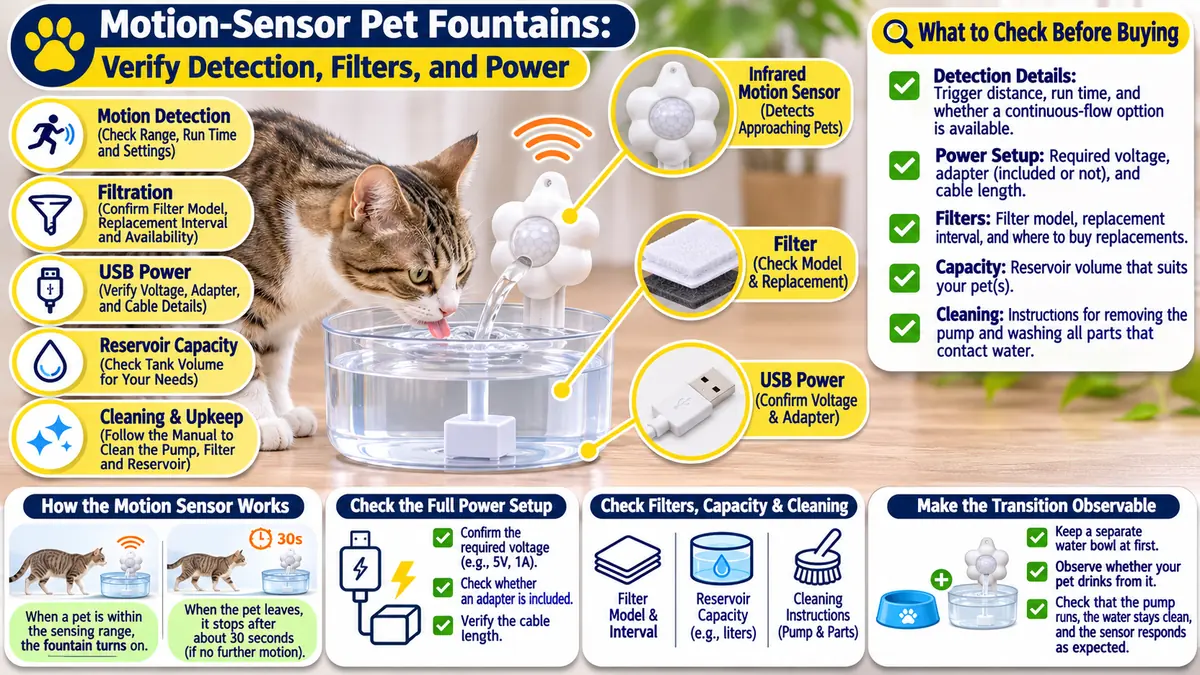 Motion-Sensor Pet Fountains:
Verify Detection, Filters, and Power
Motion Detection
(Check Range, Run Time
and Settings)
Filtration
(Confirm Filter Model,
Replacement Interval
and Availability)
USB Power
(Verify Voltage, Adapter,
and Cable Details)
Reservoir Capacity
(Check Tank Volume
for Your Needs)
Cleaning & Upkeep
(Follow the Manual to
Clean the Pump, Filter
and Reservoir)
Infrared
Motion Sensor
(Detects
Approaching Pets)
Filter
(Check Model
& Replacement)
USB Power
(Confirm Voltage
& Adapter)
What to Check Before Buying
Detection Details:
Trigger distance, run time, and
whether a continuous-flow opttion
is available.
Power Setup: Required voltage,
adapter (included or not), and
cable length.
Filters: Filter model, replacement
interval, and where to buy replacements.
Capacity: Reservoir volume that suits
your pet(s).
Cleaning: Instructions for removing the
pump and washing all parts that
contact water.
How the Motion Sensor Works
30s
When a pet is within
the sensing range,
the fountain turns on.
When the pet leaves,
it stops after
about 30 seconds
(if no further motion).
Check the Full Power Setup
Confirm the
required voltage
(e.g., 5V, 1A).
Check whether
an adapter is included.
Verify the cable
length.
Check Filters, Capacity & Cleaning
Filter
Model &
Interval
Reservoir
Capacity
(e.g., liters)
Cleaning
Instructions
(Pump & Parts)
Make the Transition Observable
Keep a separate
water bowl at first.
Observe whether your
pet drinks from it.
Check that the pump
runs, the water stays clean,
and the sensor responds
as expected.